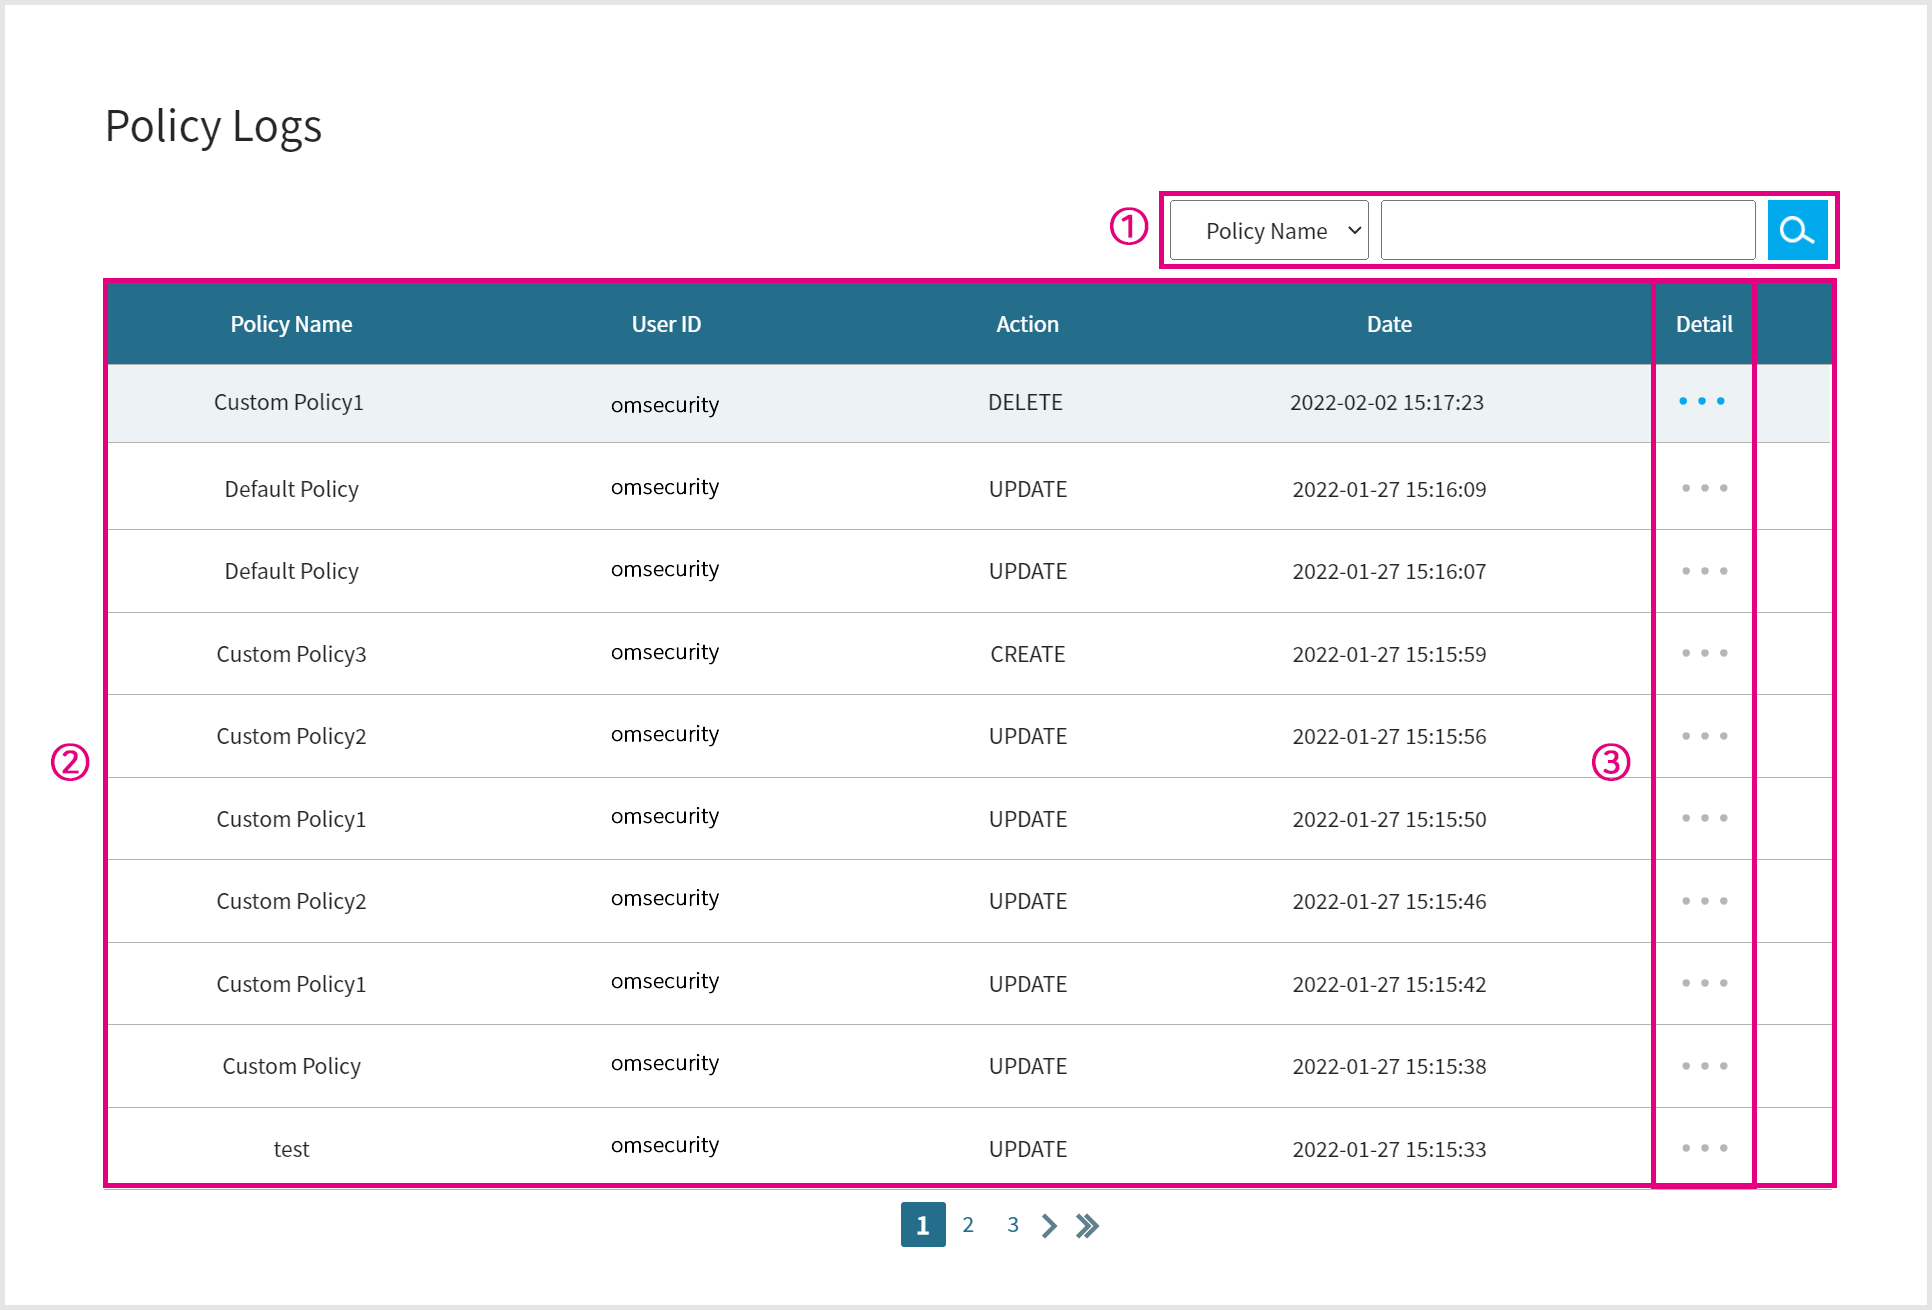 Policy Logs
① Policy Name
Policy Name User ID Action Date Detail
Custom Policy1 omsecurity DELETE 2022-02-02 15:17:23
Default Policy omsecurity UPDATE 2022-01-27 15:16:09
Default Policy omsecurity UPDATE 2022-01-27 15:16:07
Custom Policy3 omsecurity CREATE 2022-01-27 15:15:59
Custom Policy2 omsecurity UPDATE 2022-01-27 15:15:56
② ③
Custom Policy1 omsecurity UPDATE 2022-01-27 15:15:50
Custom Policy2 omsecurity UPDATE 2022-01-27 15:15:46
Custom Policy1 omsecurity UPDATE 2022-01-27 15:15:42
Custom Policy omsecurity UPDATE 2022-01-27 15:15:38
test omsecurity UPDATE 2022-01-27 15:15:33
1 2 3